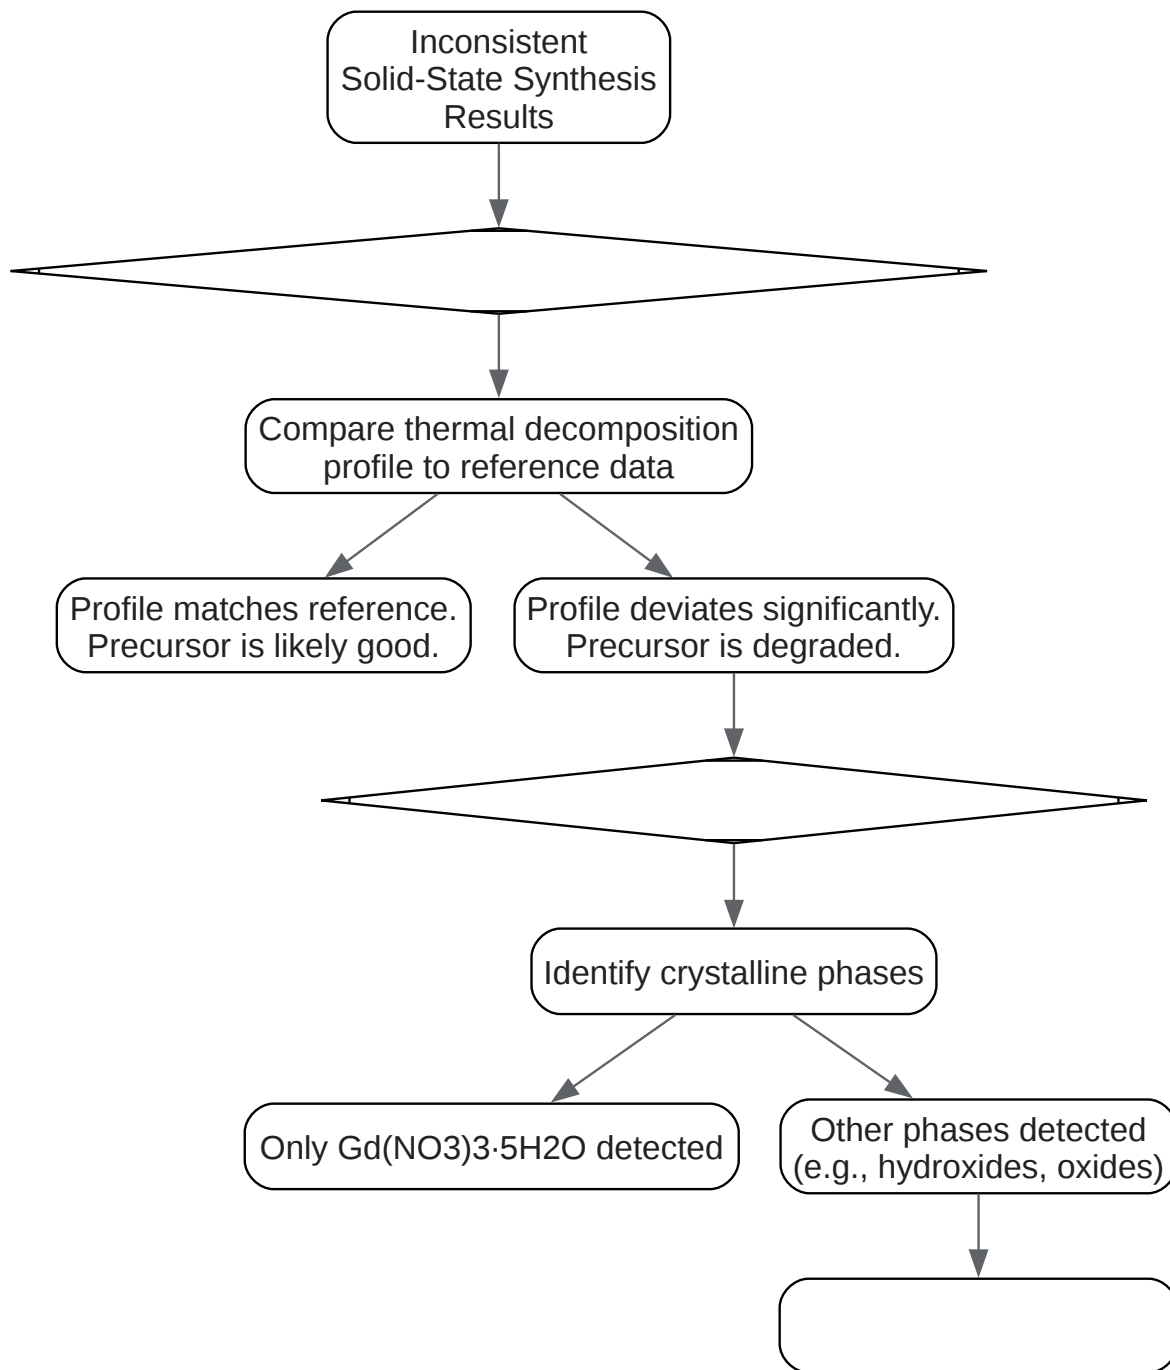 Inconsistent
Solid-State Synthesis
Results
Compare thermal decomposition
profile to reference data
Profile matches reference.
Precursor is likely good.
Profile deviates significantly.
Precursor is degraded.
Identify crystalline phases
Only Gd(NO3)3·5H2O detected
Other phases detected
(e.g., hydroxides, oxides)